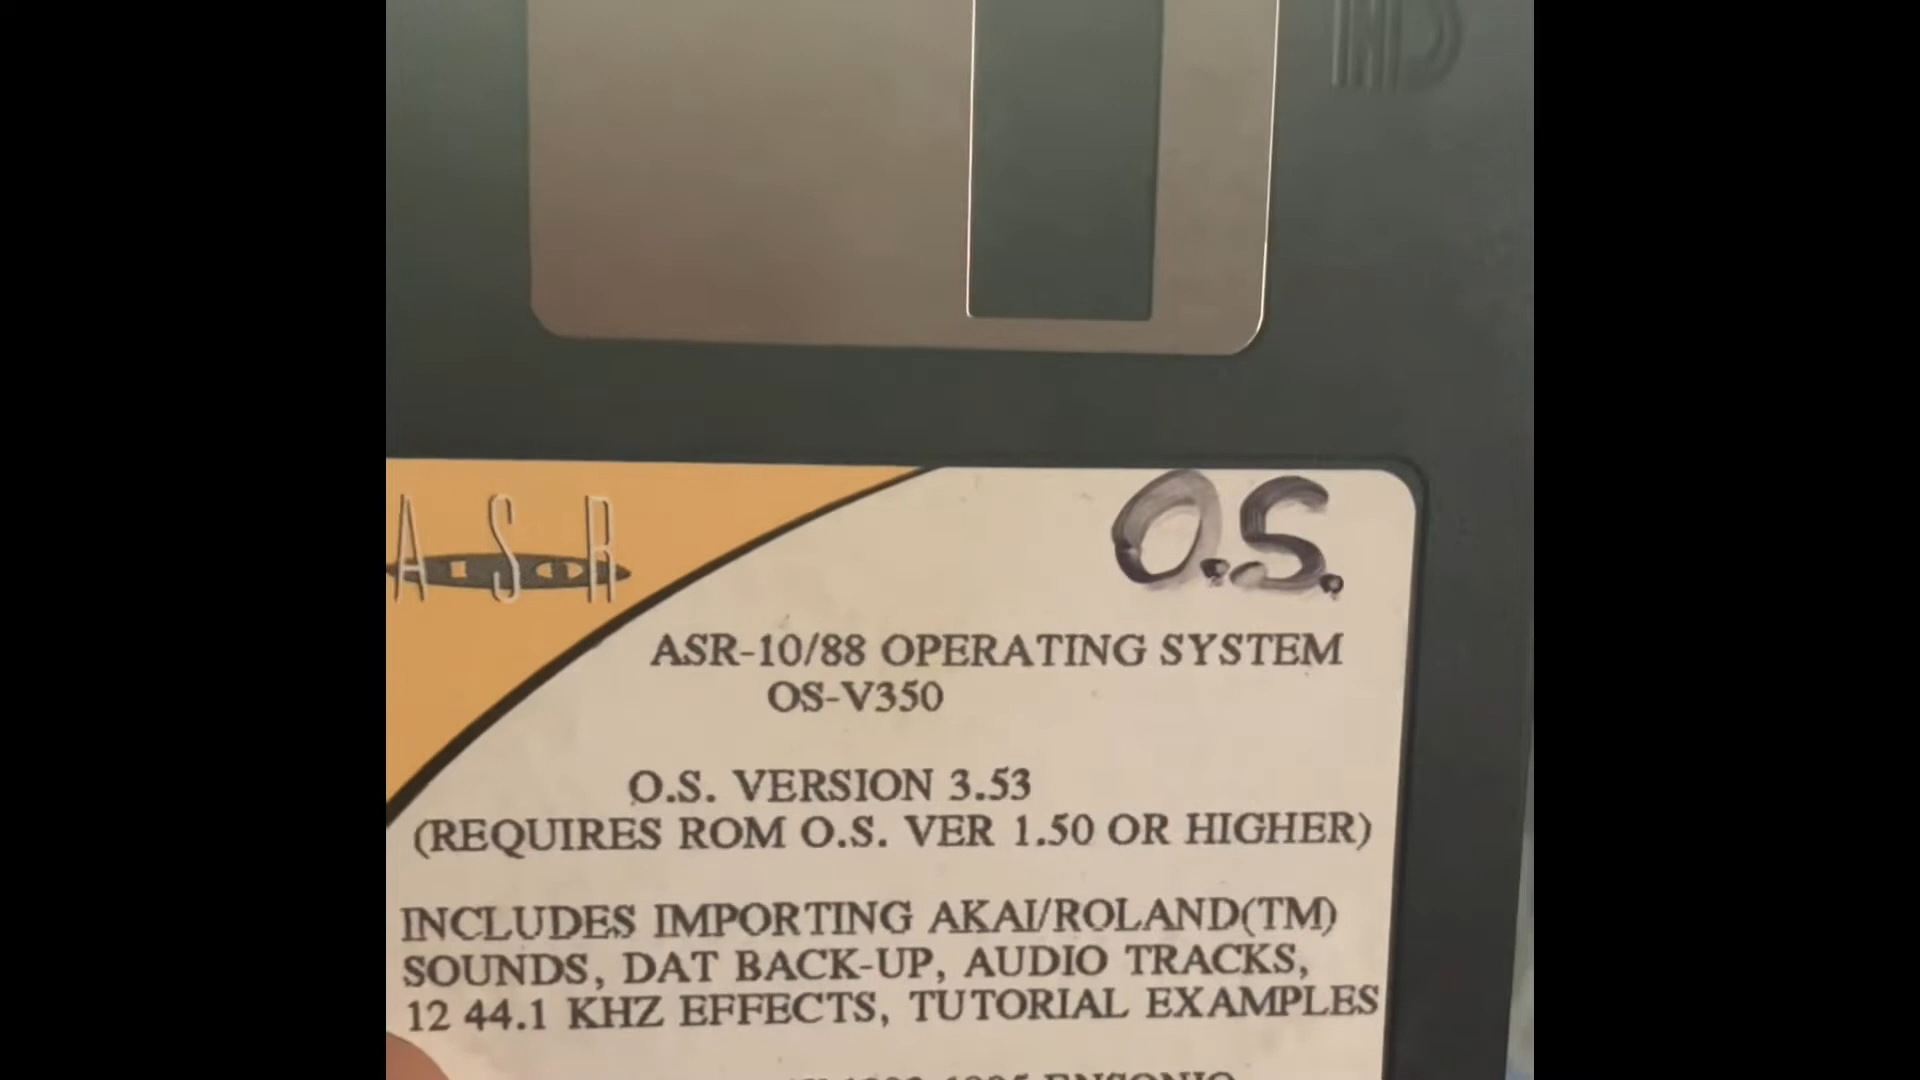 O.S.
ASR
ASR-10/88 OPERATING SYSTEM
OS-V350
O.S. VERSION 3.53
(REQUIRES ROM O.S. VER 1.50 OR HIGHER)
INCLUDES IMPORTING AKAI/ROLAND(TM)
SOUNDS, DAT BACK-UP, AUDIO TRACKS,
12 44.1 KHZ EFFECTS, TUTORIAL EXAMPLES
ENSONIQ